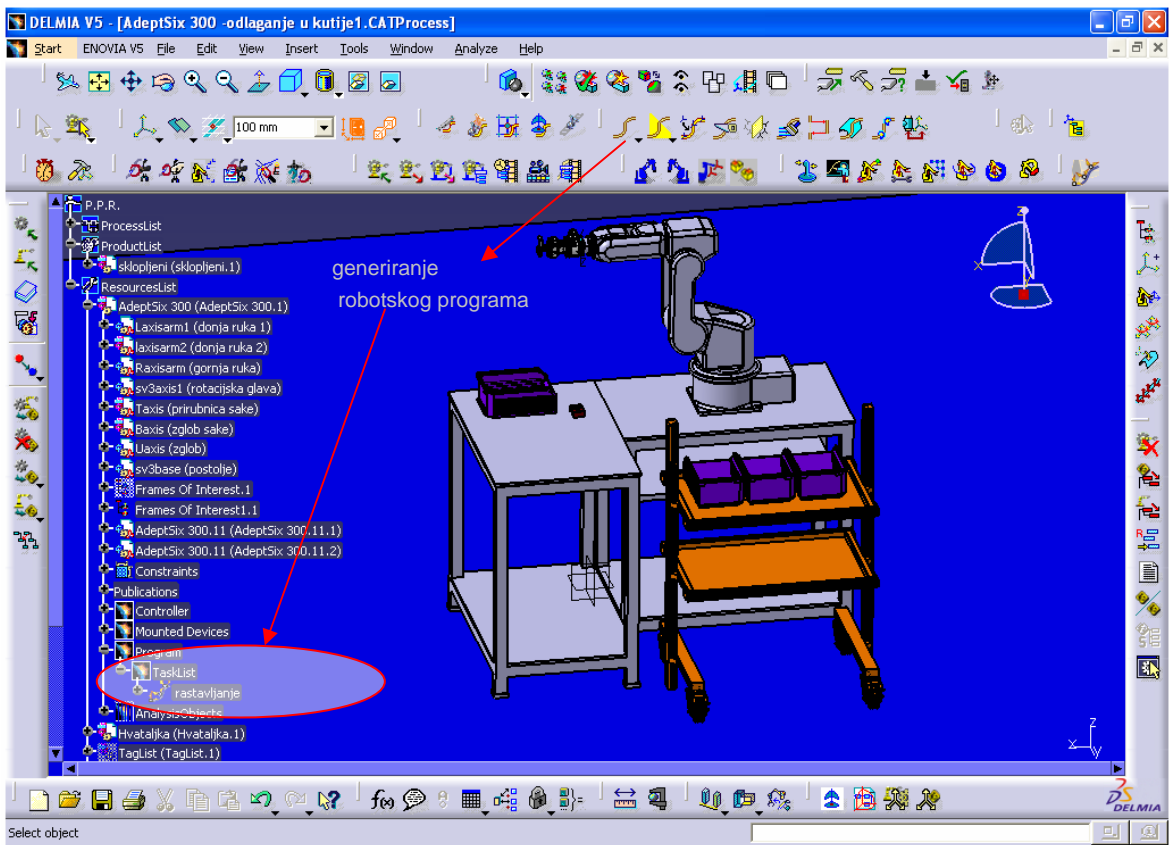 DELMIA V5 - [AdeptSix 300 -odlaganje u kutije1.CATProcess]
Start ENOVIA V5 File Edit View Insert Tools Window Analyze Help
100 mm
P.P.R.
ProcessList
ProductList
sklopljeni (sklopljeni.1)
ResourcesList
AdeptSix 300 (AdeptSix 300.1)
Laxisarm1 (donja ruka 1)
laxisarm2 (donja ruka 2)
Raxisarm (gornja ruka)
sv3axis1 (rotacijska glava)
Taxis (prirubnica sake)
Baxis (zglob sake)
Uaxis (zglob)
sv3base (postolje)
Frames Of Interest.1
Frames Of Interest1.1
AdeptSix 300.11 (AdeptSix 300.11.1)
AdeptSix 300.11 (AdeptSix 300.11.2)
Constraints
Publications
Controller
Mounted Devices
Program
TaskList
rastavljanje
AnalysisObjects
Hvataljka (Hvataljka.1)
TagList (TagList.1)
generiranje
robotskog programa
z
x
z
x
y
DELMIA
Select object